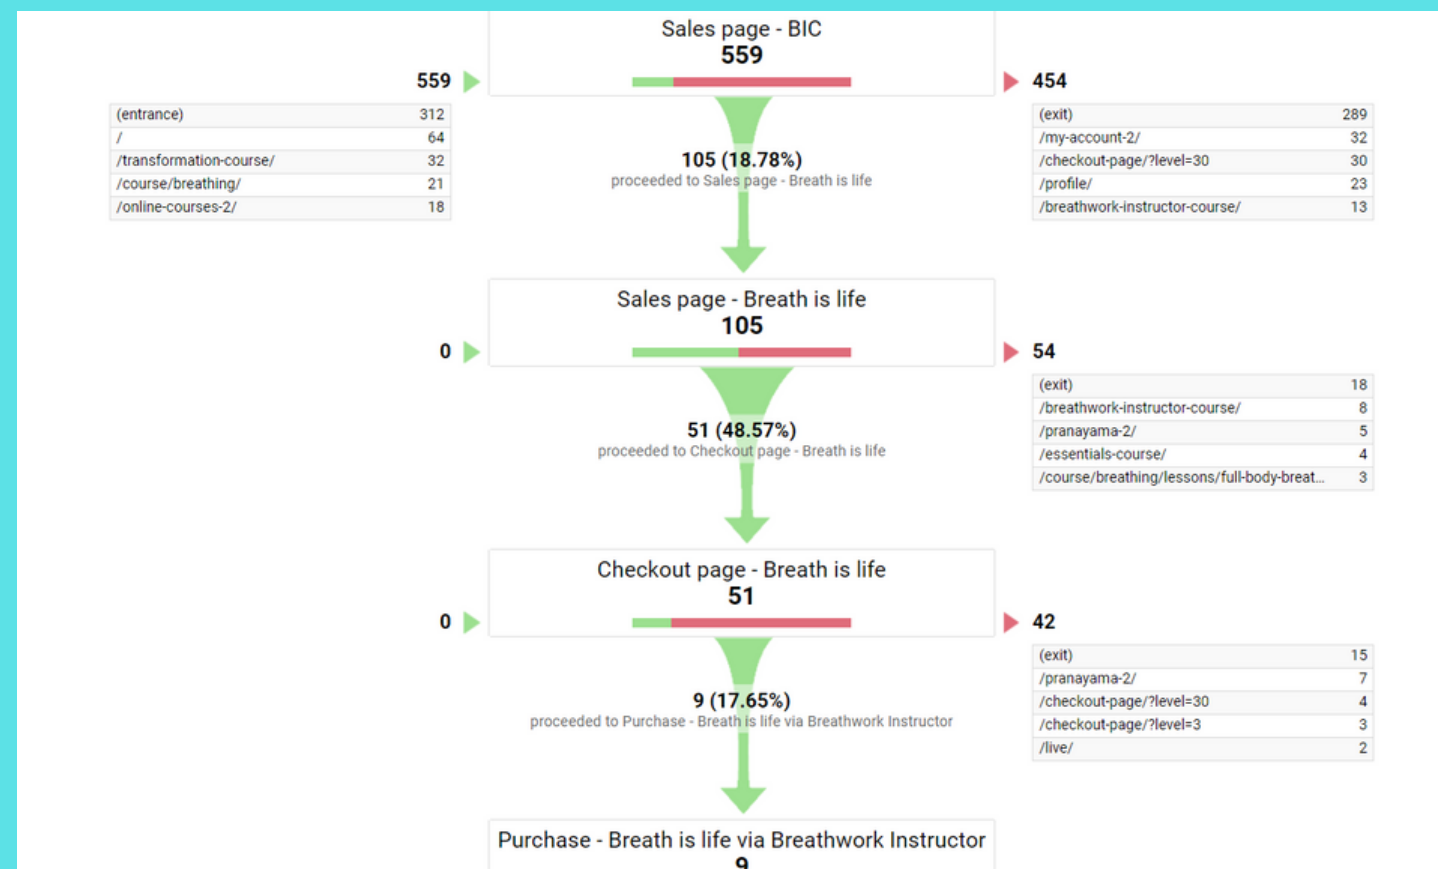 Sales page - BIC
559
559
454
(entrance) 312
/ 64
/transformation-course/ 32
/course/breathing/ 21
/online-courses-2/ 18
(exit) 289
/my-account-2/ 32
/checkout-page/?level=30 30
/profile/ 23
/breathwork-instructor-course/ 13
105 (18.78%)
proceeded to Sales page - Breath is life
Sales page - Breath is life
105
0
54
(exit) 18
/breathwork-instructor-course/ 8
/pranayama-2/ 5
/essentials-course/ 4
/course/breathing/lessons/full-body-breat... 3
51 (48.57%)
proceeded to Checkout page - Breath is life
Checkout page - Breath is life
51
0
42
(exit) 15
/pranayama-2/ 7
/checkout-page/?level=30 4
/checkout-page/?level=3 3
/live/ 2
9 (17.65%)
proceeded to Purchase - Breath is life via Breathwork Instructor
Purchase - Breath is life via Breathwork Instructor
9